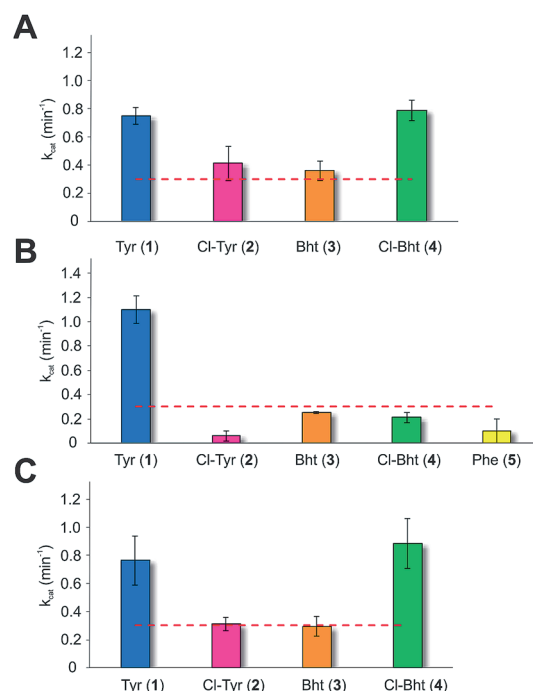 A
1.2
1.0
0.8
0.6
0.4
0.2
0
kcat (min-1)
Tyr (1) Cl-Tyr (2) Bht (3) Cl-Bht (4)
B
1.4
1.2
1.0
0.8
0.6
0.4
0.2
0
kcat (min-1)
Tyr (1) Cl-Tyr (2) Bht (3) Cl-Bht (4) Phe (5)
C
1.2
1.0
0.8
0.6
0.4
0.2
0
kcat (min-1)
Tyr (1) Cl-Tyr (2) Bht (3) Cl-Bht (4)